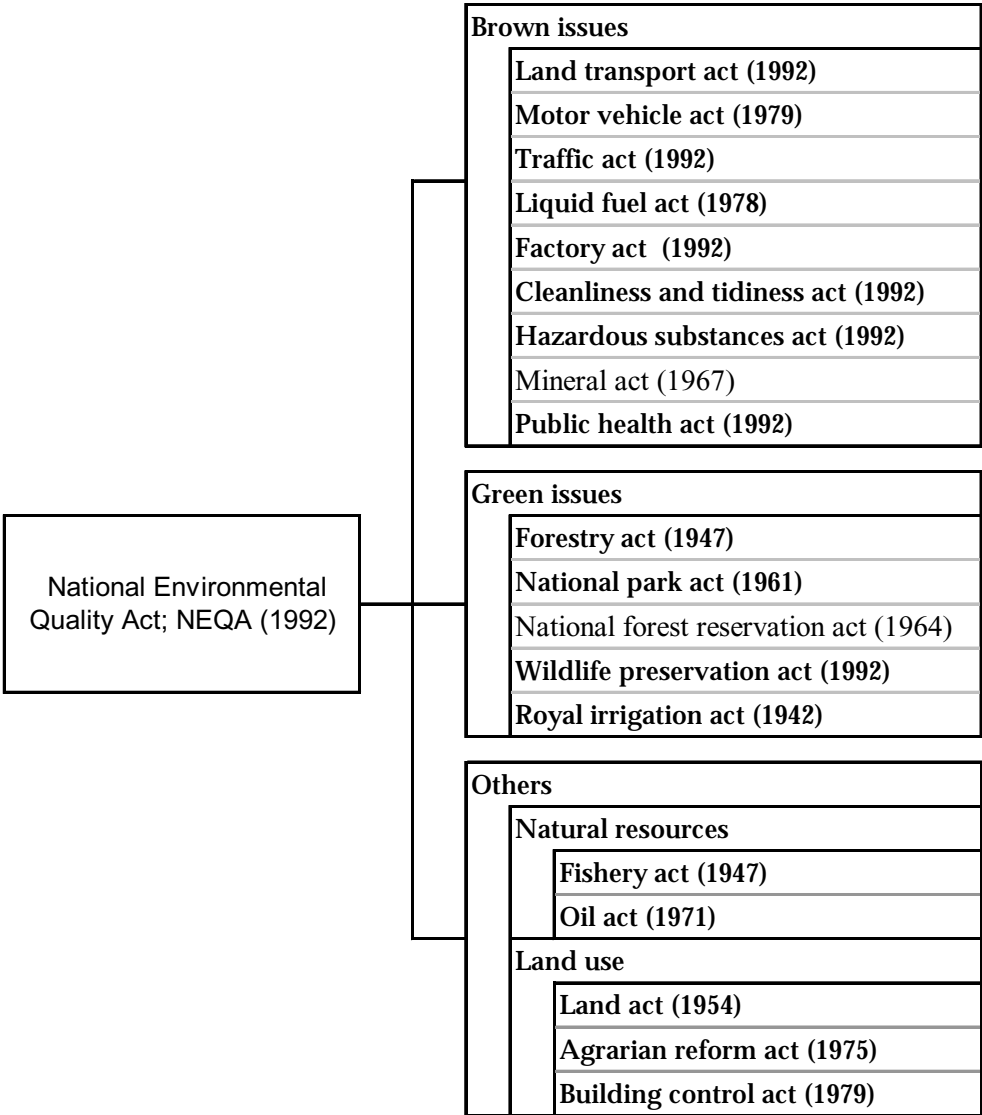 Brown issues
Land transport act (1992)
Motor vehicle act (1979)
Traffic act (1992)
Liquid fuel act (1978)
Factory act  (1992)
Cleanliness and tidiness act (1992)
Hazardous substances act (1992)
Mineral act (1967)
Public health act (1992)
Green issues
Forestry act (1947)
National park act (1961)
National forest reservation act (1964)
Wildlife preservation act (1992)
Royal irrigation act (1942)
National Environmental
Quality Act; NEQA (1992)
Others
Natural resources
Fishery act (1947)
Oil act (1971)
Land use
Land act (1954)
Agrarian reform act (1975)
Building control act (1979)